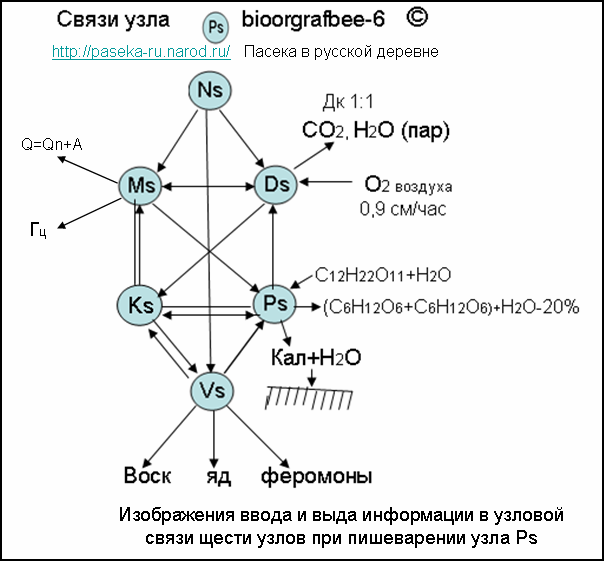 Связи узла Ps bioorgrafbee-6 ©
http://paseka-ru.narod.ru/ Пасека в русской деревне
Ns
Дк 1:1
CO2, H2O (пар)
Q=Qn+A
Ms
Ds
O2 воздуха
0,9 см/час
Гц
C12H22O11+H2O
Ks
Ps
(C6H12O6+C6H12O6)+H2O-20%
Кал+H2O
Vs
Воск яд феромоны
Изображения ввода и выда информации в узловой
связи щести узлов при пишеварении узла Ps